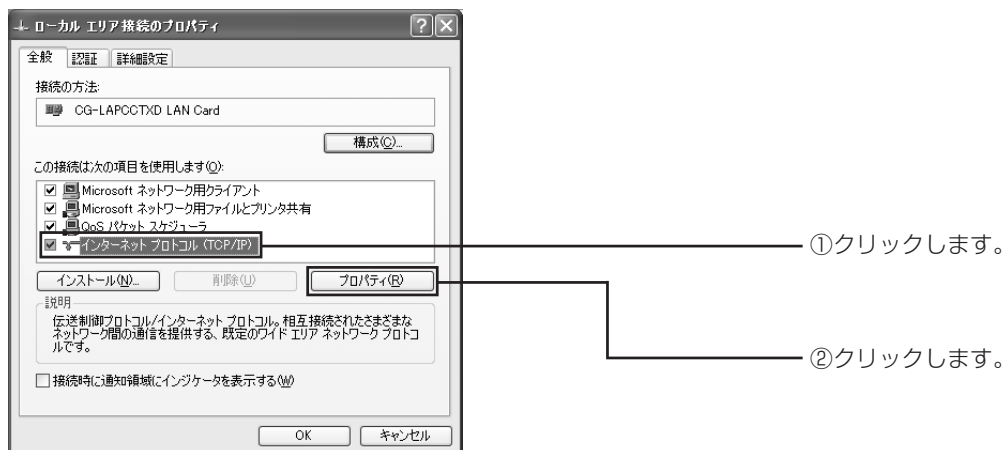 ローカル エリア接続のプロパティ
全般 認証 詳細設定
接続の方法:
CG-LAPCCTXD LAN Card
構成(C)...
この接続は次の項目を使用します(O):
Microsoft ネットワーク用クライアント
Microsoft ネットワーク用ファイルとプリンタ共有
QoS パケット スケジューラ
インターネット プロトコル (TCP/IP)
①クリックします。
インストール(N)... 削除(U) プロパティ(R)
説明
伝送制御プロトコル/インターネット プロトコル。相互接続されたさまざまな
ネットワーク間の通信を提供する、既定のワイド エリア ネットワーク プロトコ
ルです。
②クリックします。
接続時に通知領域にインジケータを表示する(W)
OK キャンセル